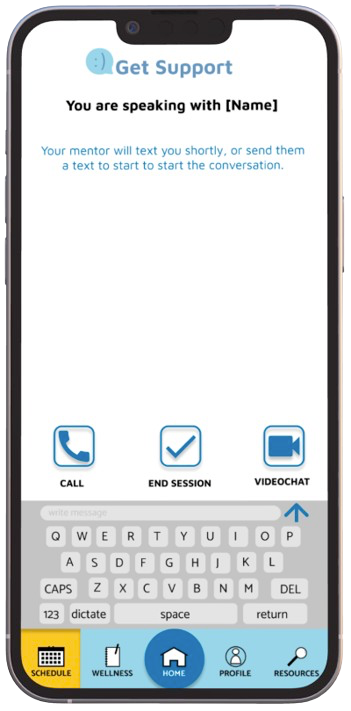 :)
Get Support
You are speaking with [Name]
Your mentor will text you shortly, or send them
a text to start to start the conversation.
CALL
END SESSION
VIDEOCHAT
write message
Q W E R T Y U I O P
A S D F G H J K L
CAPS Z X C V B N M DEL
123 dictate space return
SCHEDULE
WELLNESS
HOME
PROFILE
RESOURCES